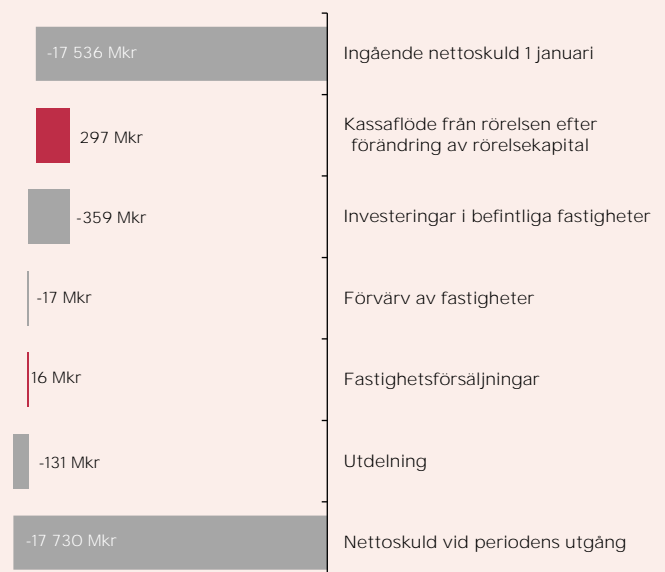 -17 536 Mkr Ingående nettoskuld 1 januari
297 Mkr Kassaflöde från rörelsen efter
förändring av rörelsekapital
-359 Mkr Investeringar i befintliga fastigheter
-17 Mkr Förvärv av fastigheter
16 Mkr Fastighetsförsäljningar
-131 Mkr Utdelning
-17 730 Mkr Nettoskuld vid periodens utgång